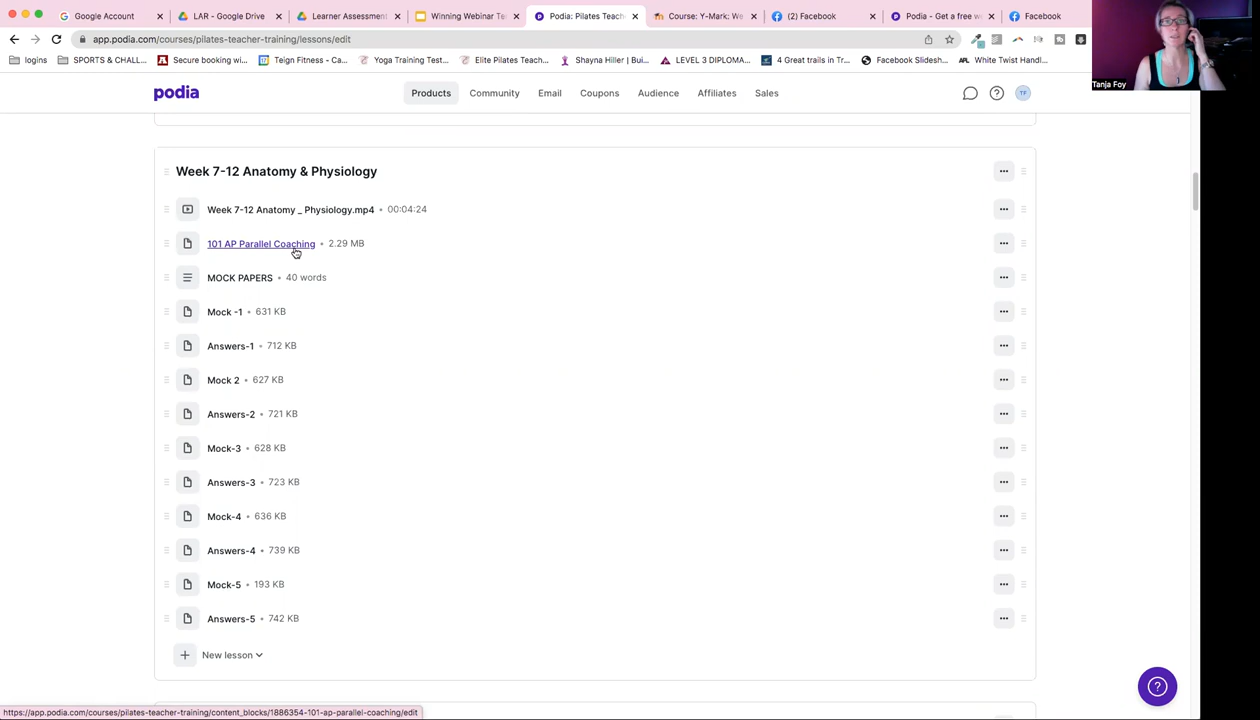 Google Account
LAR - Google Drive
Learner Assessment
Winning Webinar Te
Podia: Pilates Teach
Course: Y-Mark: We
(2) Facebook
Podia - Get a free w
Facebook
app.podia.com/courses/pilates-teacher-training/lessons/edit
logins
SPORTS & CHALL...
Secure booking wi...
Teign Fitness - Ca...
Yoga Training Test...
Elite Pilates Teach...
Shayna Hiller | Bui...
LEVEL 3 DIPLOMA...
4 Great trails in Tr...
Facebook Slidesh...
APL White Twist Handl...
Tanja Foy
podia
Products
Community
Email
Coupons
Audience
Affiliates
Sales
TF
Week 7-12 Anatomy & Physiology
Week 7-12 Anatomy _ Physiology.mp4 • 00:04:24
101 AP Parallel Coaching • 2.29 MB
MOCK PAPERS • 40 words
Mock -1 • 631 KB
Answers-1 • 712 KB
Mock 2 • 627 KB
Answers-2 • 721 KB
Mock-3 • 628 KB
Answers-3 • 723 KB
Mock-4 • 636 KB
Answers-4 • 739 KB
Mock-5 • 193 KB
Answers-5 • 742 KB
New lesson
https://app.podia.com/courses/pilates-teacher-training/content_blocks/1886354-101-ap-parallel-coaching/edit